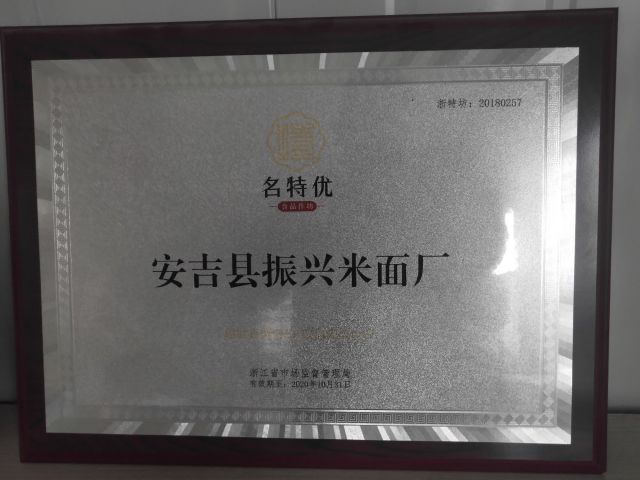 浙特坊：20180257
名特优
食品作坊
安吉县振兴米面厂
浙江省市场监督管理局
有效期至：2020年10月31日